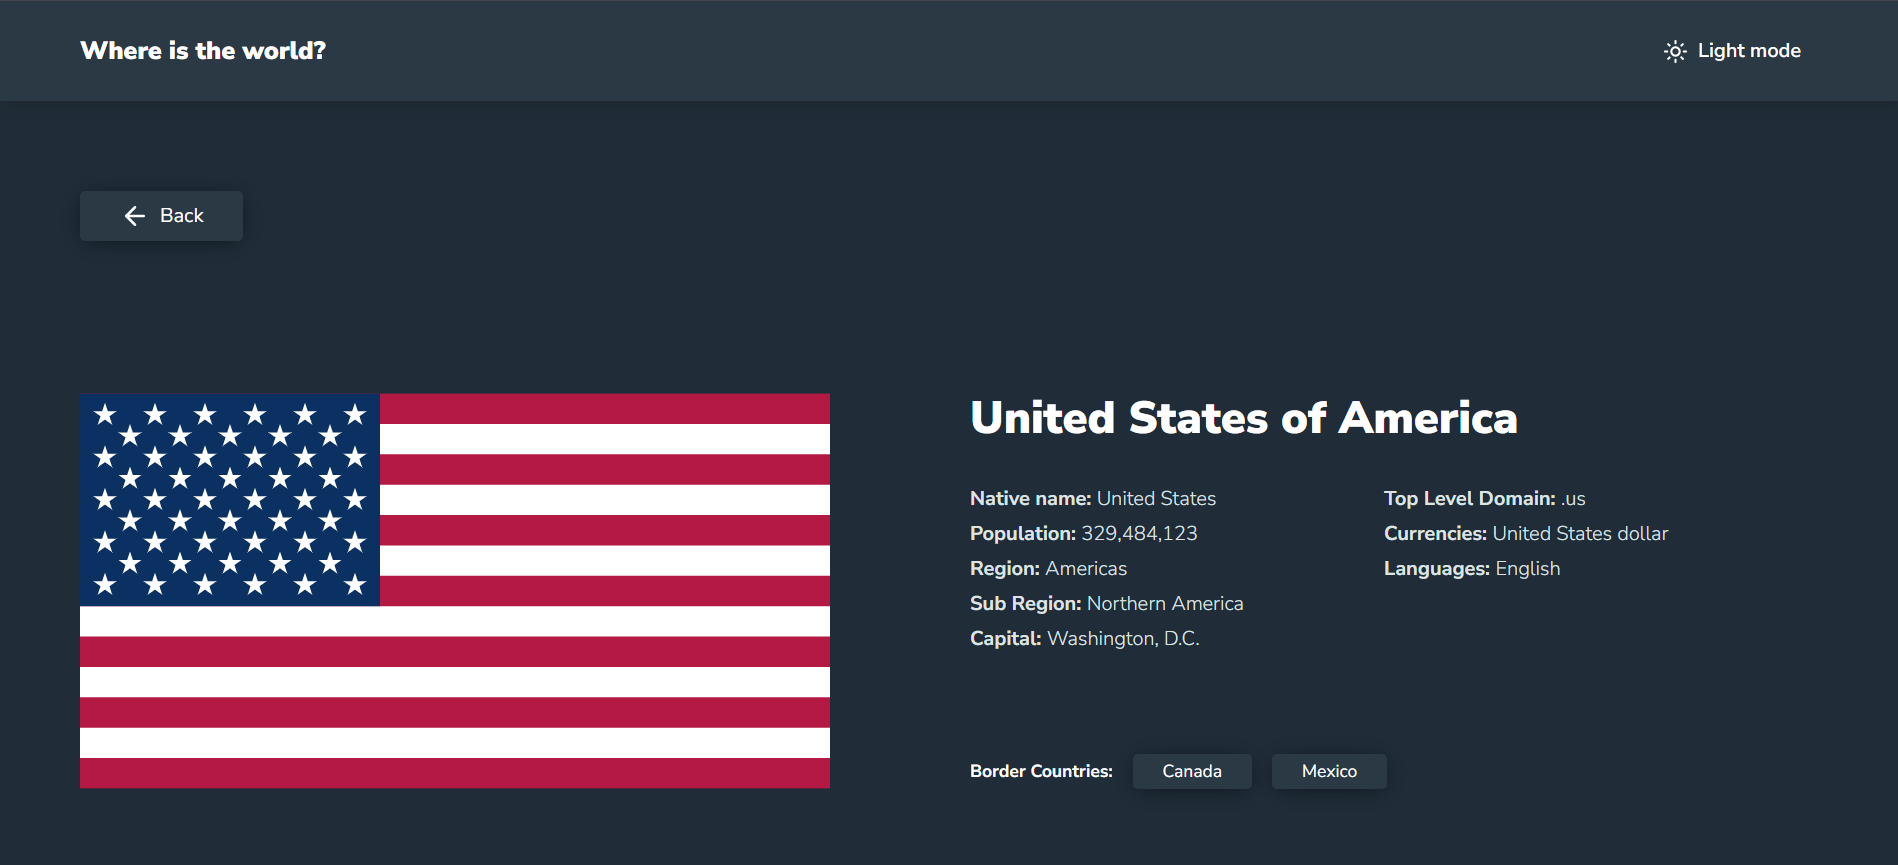 Where is the world?
Light mode
Back
United States of America
Native name: United States
Population: 329,484,123
Region: Americas
Sub Region: Northern America
Capital: Washington, D.C.
Top Level Domain: .us
Currencies: United States dollar
Languages: English
Border Countries: Canada Mexico